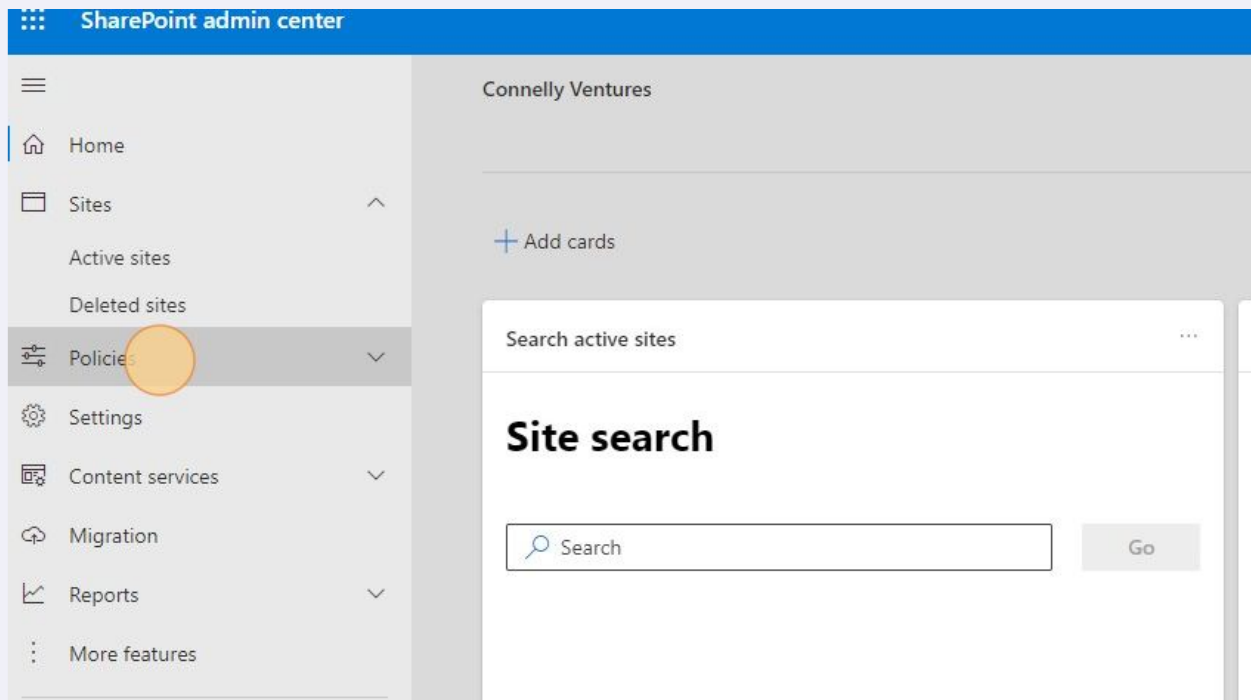 SharePoint admin center
Connelly Ventures
Home
Sites
Active sites
Deleted sites
Policies
Settings
Content services
Migration
Reports
More features
Add cards
Search active sites
Site search
Search
Go